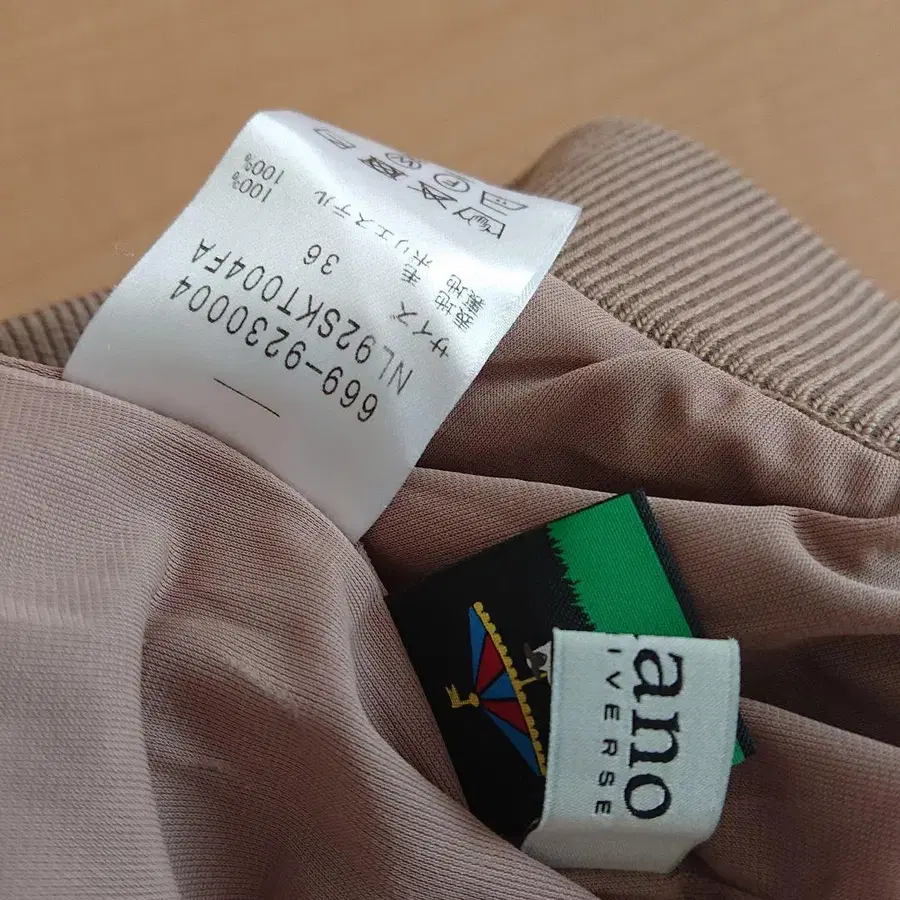 669-9230004
NL92SKT004FA
サイズ 36
表地 毛 100%
裏地 ポリエステル 100%
W
F
ano
VERSE